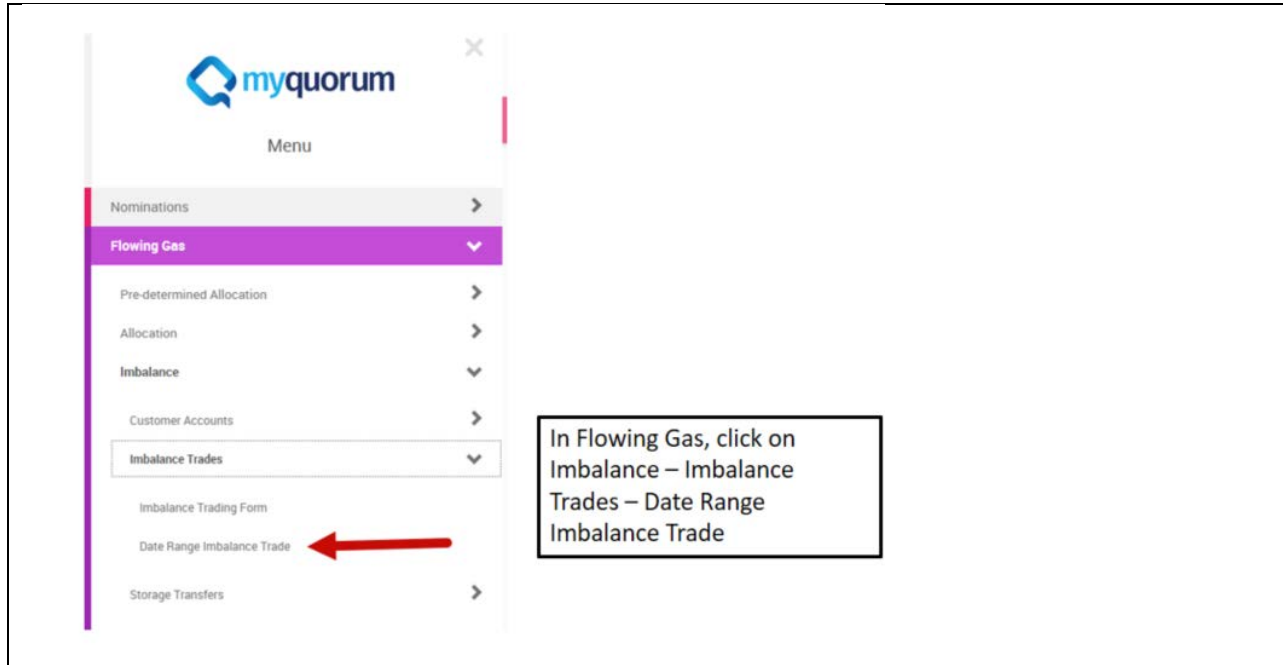 myquorum
Menu
Nominations
Flowing Gas
Pre-determined Allocation
Allocation
Imbalance
Customer Accounts
Imbalance Trades
Imbalance Trading Form
Date Range Imbalance Trade
Storage Transfers
In Flowing Gas, click on
Imbalance – Imbalance
Trades – Date Range
Imbalance Trade